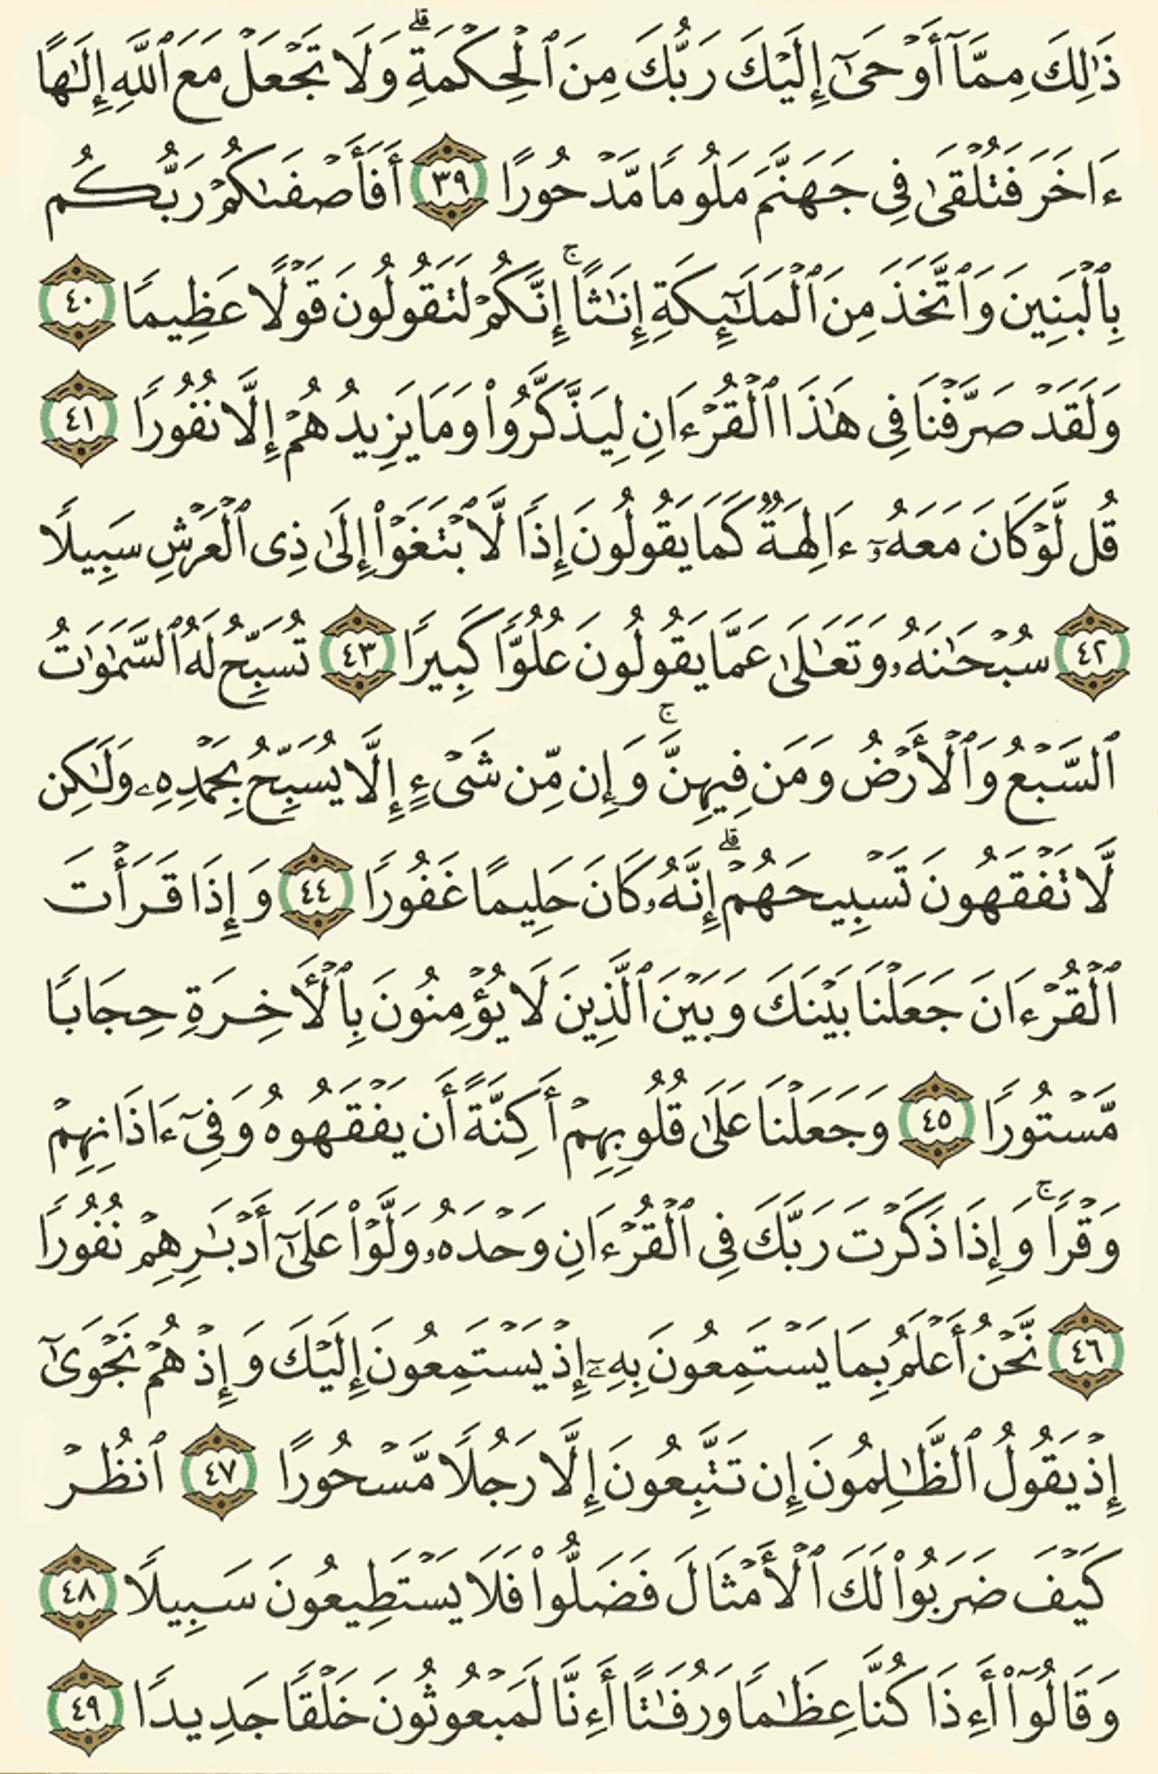 ذَٰلِكَ مِمَّآ أَوْحَىٰٓ إِلَيْكَ رَبُّكَ مِنَ ٱلْحِكْمَةِ ۗ وَلَا تَجْعَلْ مَعَ ٱللَّهِ إِلَـٰهًا
ءَاخَرَ فَتُلْقَىٰ فِى جَهَنَّمَ مَلُومًا مَّدْحُورًا ٣٩ أَفَأَصْفَىٰكُمْ رَبُّكُم
بِٱلْبَنِينَ وَٱتَّخَذَ مِنَ ٱلْمَلَـٰٓئِكَةِ إِنَـٰثًا ۚ إِنَّكُمْ لَتَقُولُونَ قَوْلًا عَظِيمًا ٤٠
وَلَقَدْ صَرَّفْنَا فِى هَـٰذَا ٱلْقُرْءَانِ لِيَذَّكَّرُوا۟ وَمَا يَزِيدُهُمْ إِلَّا نُفُورًا ٤١
قُل لَّوْ كَانَ مَعَهُۥٓ ءَالِهَةٌ كَمَا يَقُولُونَ إِذًا لَّٱبْتَغَوْا۟ إِلَىٰ ذِى ٱلْعَرْشِ سَبِيلًا
٤٢ سُبْحَـٰنَهُۥ وَتَعَـٰلَىٰ عَمَّا يَقُولُونَ عُلُوًّا كَبِيرًا ٤٣ تُسَبِّحُ لَهُ ٱلسَّمَـٰوَٰتُ
ٱلسَّبْعُ وَٱلْأَرْضُ وَمَن فِيهِنَّ ۚ وَإِن مِّن شَىْءٍ إِلَّا يُسَبِّحُ بِحَمْدِهِۦ وَلَـٰكِن
لَّا تَفْقَهُونَ تَسْبِيحَهُمْ ۗ إِنَّهُۥ كَانَ حَلِيمًا غَفُورًا ٤٤ وَإِذَا قَرَأْتَ
ٱلْقُرْءَانَ جَعَلْنَا بَيْنَكَ وَبَيْنَ ٱلَّذِينَ لَا يُؤْمِنُونَ بِٱلْـَٔاخِرَةِ حِجَابًا
مَّسْتُورًا ٤٥ وَجَعَلْنَا عَلَىٰ قُلُوبِهِمْ أَكِنَّةً أَن يَفْقَهُوهُ وَفِىٓ ءَاذَانِهِمْ
وَقْرًا ۚ وَإِذَا ذَكَرْتَ رَبَّكَ فِى ٱلْقُرْءَانِ وَحْدَهُۥ وَلَّوْا۟ عَلَىٰٓ أَدْبَـٰرِهِمْ نُفُورًا
٤٦ نَّحْنُ أَعْلَمُ بِمَا يَسْتَمِعُونَ بِهِۦٓ إِذْ يَسْتَمِعُونَ إِلَيْكَ وَإِذْ هُمْ نَجْوَىٰٓ
إِذْ يَقُولُ ٱلظَّـٰلِمُونَ إِن تَتَّبِعُونَ إِلَّا رَجُلًا مَّسْحُورًا ٤٧ ٱنظُرْ
كَيْفَ ضَرَبُوا۟ لَكَ ٱلْأَمْثَالَ فَضَلُّوا۟ فَلَا يَسْتَطِيعُونَ سَبِيلًا ٤٨
وَقَالُوٓا۟ أَءِذَا كُنَّا عِظَـٰمًا وَرُفَـٰتًا أَءِنَّا لَمَبْعُوثُونَ خَلْقًا جَدِيدًا ٤٩